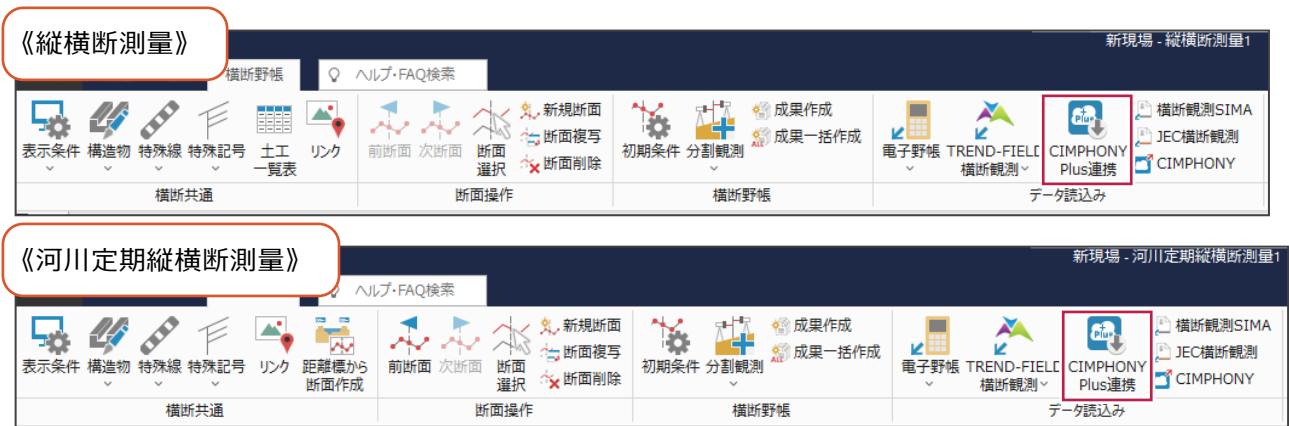 《縦横断測量》
新現場 - 縦横断測量1
横断野帳
ヘルプ・FAQ検索
表示条件
構造物
特殊線
特殊記号
土工
一覧表
リンク
横断共通
前断面
次断面
断面
選択
新規断面
断面複写
断面削除
断面操作
初期条件
分割観測
成果作成
ALL
成果一括作成
横断野帳
電子野帳
TREND-FIELD
横断観測
Plus
CIMPHONY
Plus連携
横断観測SIMA
JEC横断観測
CIMPHONY
データ読込み
《河川定期縦横断測量》
新現場 - 河川定期縦横断測量1
ヘルプ・FAQ検索
表示条件
構造物
特殊線
特殊記号
リンク
距離標から
断面作成
横断共通
前断面
次断面
断面
選択
新規断面
断面複写
断面削除
断面操作
初期条件
分割観測
成果作成
ALL
成果一括作成
横断野帳
電子野帳
TREND-FIELD
横断観測
Plus
CIMPHONY
Plus連携
横断観測SIMA
JEC横断観測
CIMPHONY
データ読込み